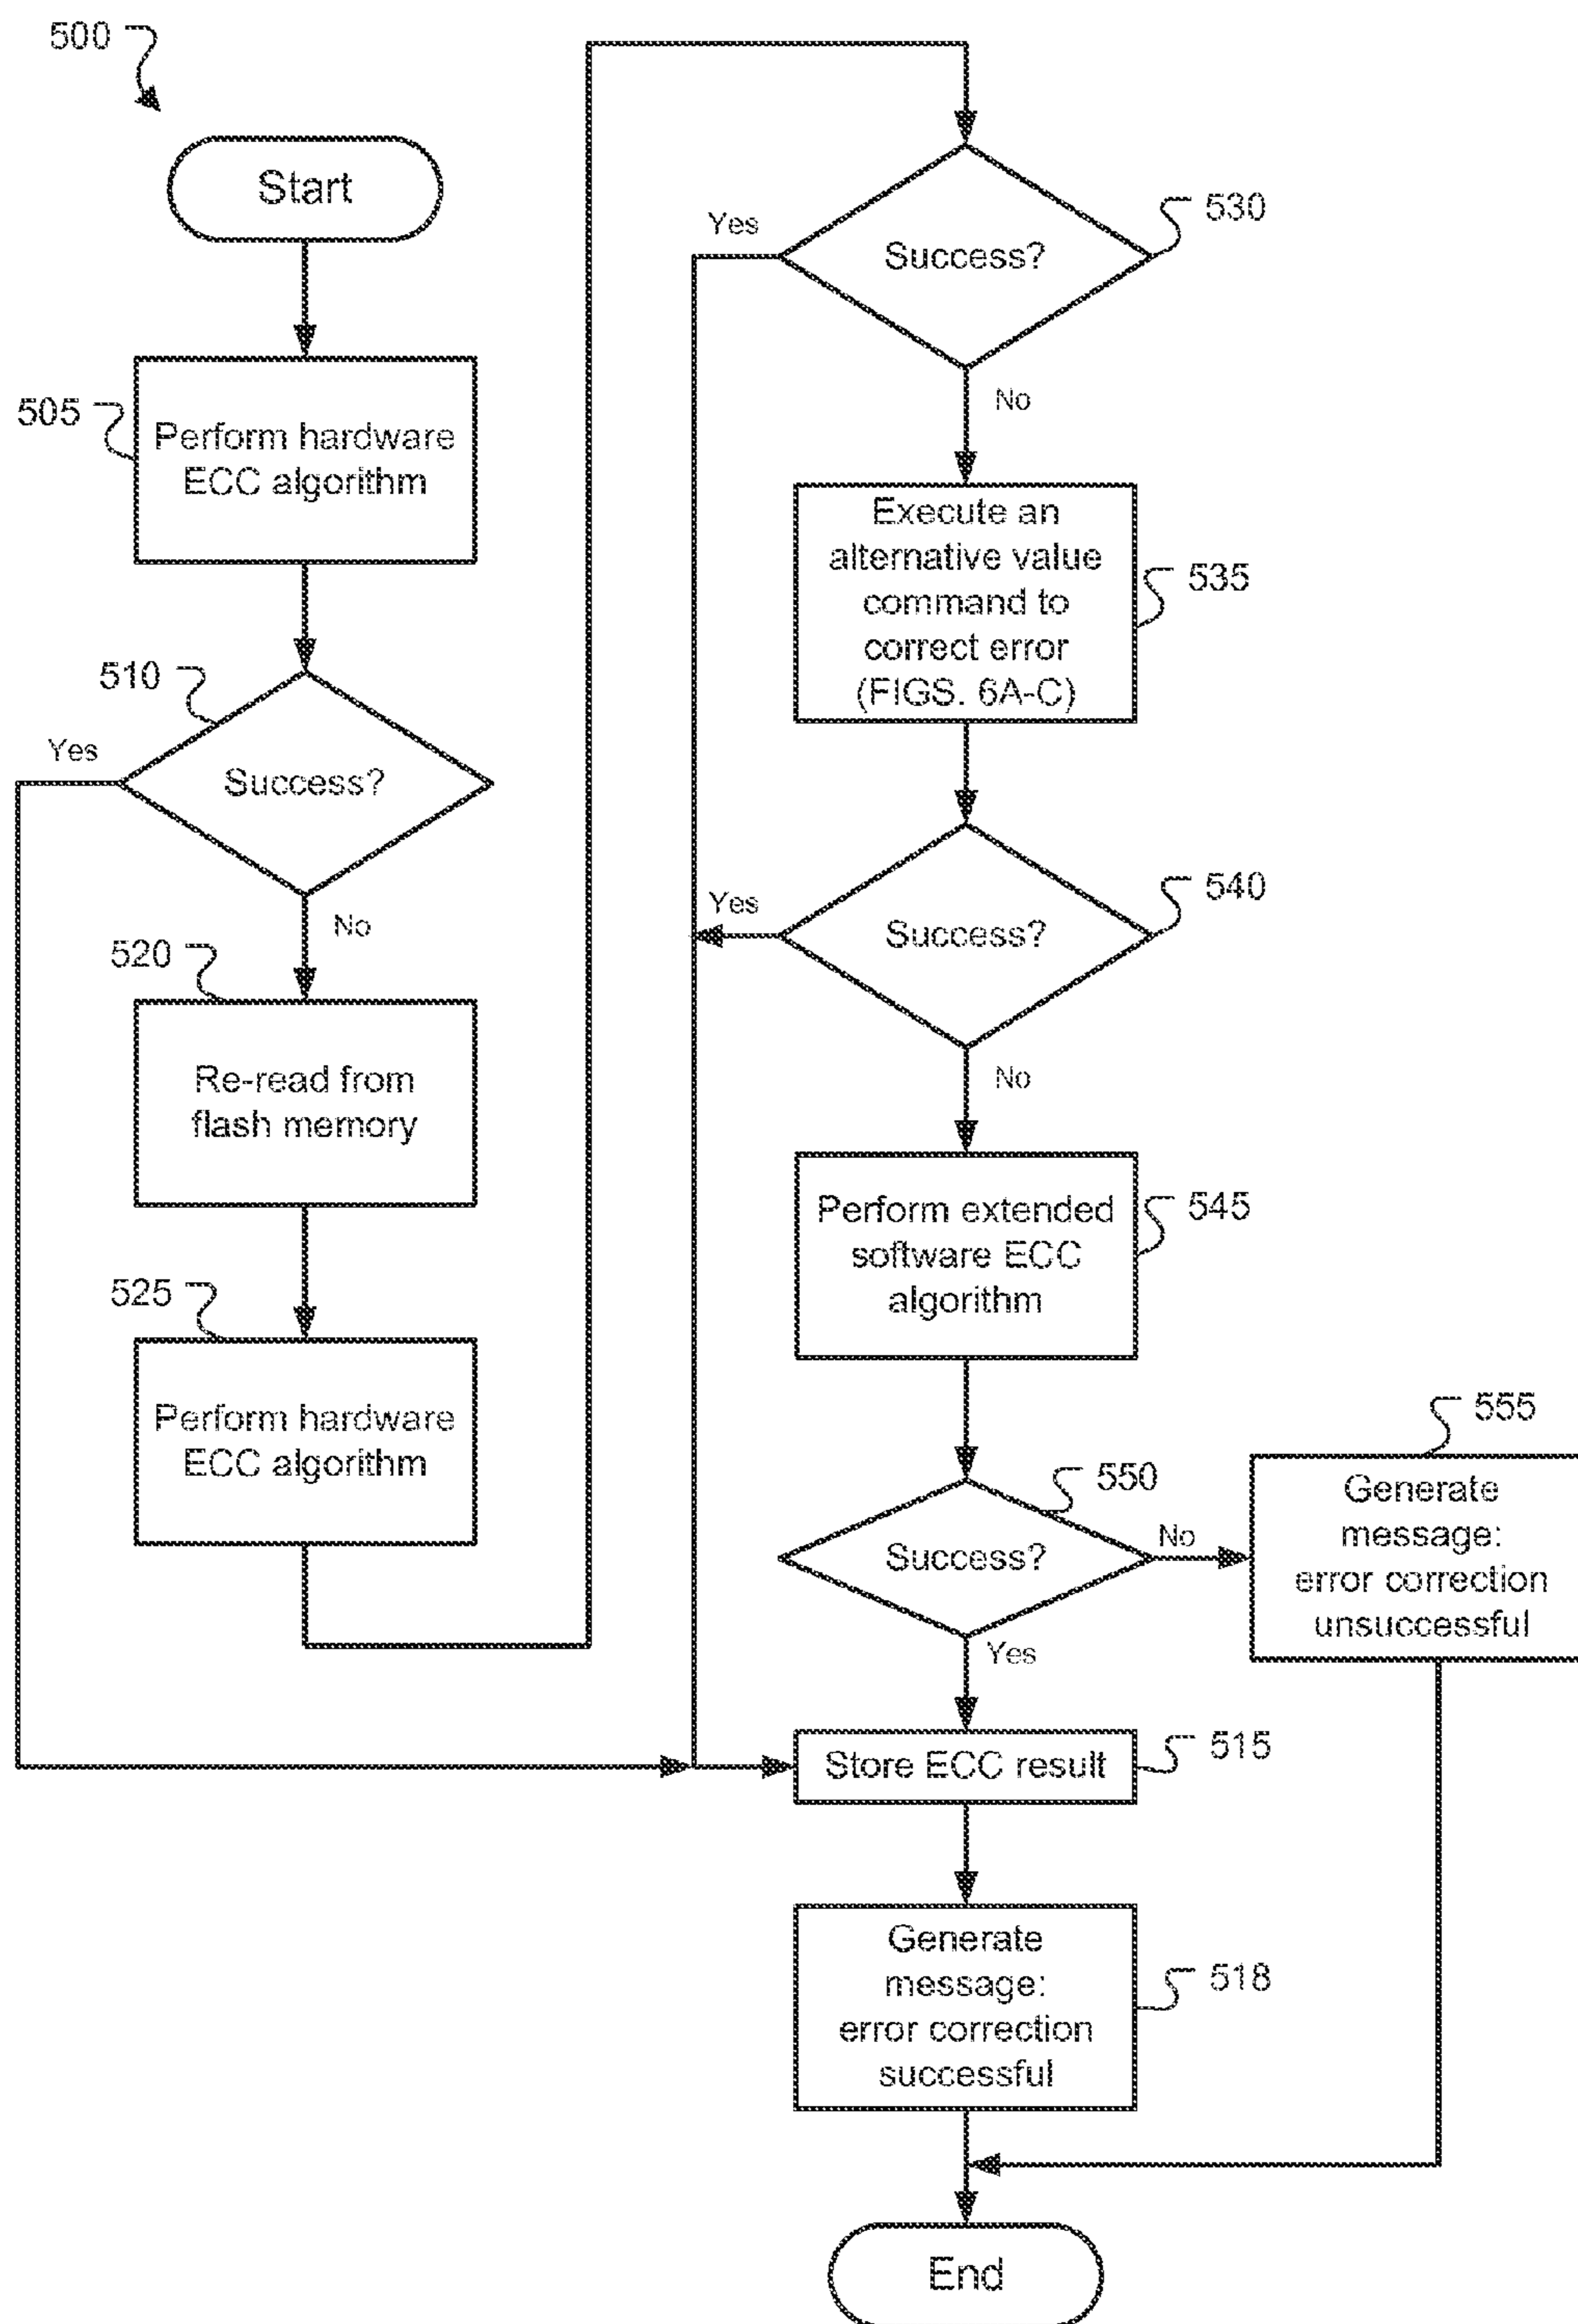 500
Start
505
Perform hardware
ECC algorithm
510
Yes
Success?
No
520
Re-read from
flash memory
525
Perform hardware
ECC algorithm
530
Yes
Success?
No
Execute an
alternative value
command to
correct error
(FIGS. 6A-C)
535
540
Yes
Success?
No
Perform extended
software ECC
algorithm
545
550
Success?
No
Yes
555
Generate
message:
error correction
unsuccessful
Store ECC result
515
Generate
message:
error correction
successful
518
End